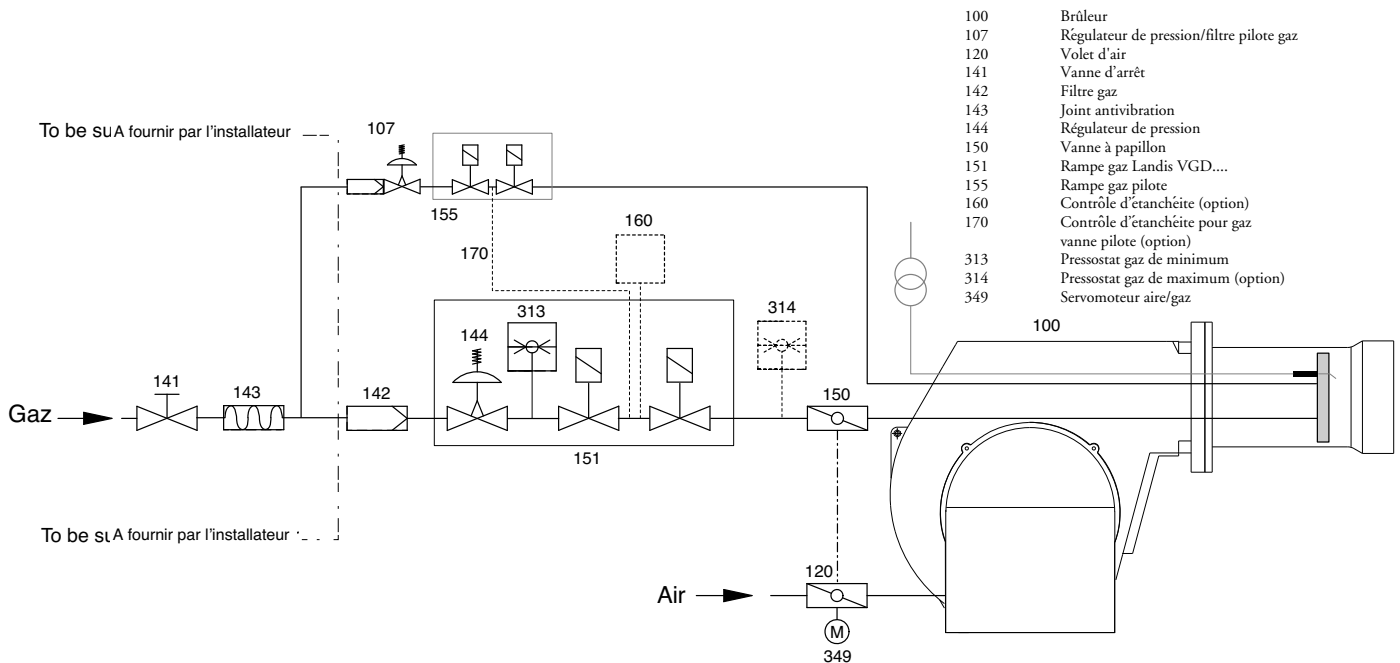 100 Brûleur
107 Régulateur de pression/filtre pilote gaz
120 Volet d'air
141 Vanne d'arrêt
142 Filtre gaz
143 Joint antivibration
144 Régulateur de pression
150 Vanne à papillon
151 Rampe gaz Landis VGD....
155 Rampe gaz pilote
160 Contrôle d'étanchéite (option)
170 Contrôle d'étanchéite pour gaz
vanne pilote (option)
313 Pressostat gaz de minimum
314 Pressostat gaz de maximum (option)
349 Servomoteur aire/gaz
To be su A fournir par l'installateur
107
155
160
170
313
314
100
144
141
143
142
150
Gaz
151
To be su A fournir par l'installateur
120
Air
M
349